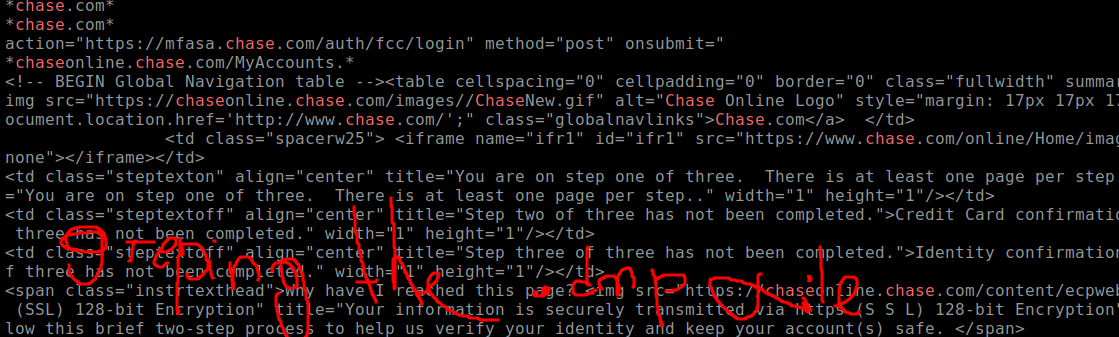 *chase.com*
*chase.com*
action="https://mfasa.chase.com/auth/fcc/login" method="post" onsubmit="
*chaseonline.chase.com/MyAccounts.*
<!-- BEGIN Global Navigation table --><table cellspacing="0" cellpadding="0" border="0" class="fullwidth" summar
img src="https://chaseonline.chase.com/images//ChaseNew.gif" alt="Chase Online Logo" style="margin: 17px 17px 17
ocument.location.href='http://www.chase.com/';" class="globalnavlinks">Chase.com</a>  </td>
<td class="spacerw25"> <iframe name="ifr1" id="ifr1" src="https://www.chase.com/online/Home/imag
none"></iframe></td>
<td class="steptexton" align="center" title="You are on step one of three.  There is at least one page per step
="You are on step one of three.  There is at least one page per step.." width="1" height="1"/></td>
<td class="steptextoff" align="center" title="Step two of three has not been completed.">Credit Card confirmatio
three has not been completed." width="1" height="1"/></td>
<td class="steptextoff" align="center" title="Step three of three has not been completed.">Identity confirmation
f three has not been completed." width="1" height="1"/></td>
<span class="instrtexthead">Why have I reached this page? <img src="https://chaseonline.chase.com/content/ecpweb
(SSL) 128-bit Encryption" title="Your information is securely transmitted via https (S S L) 128-bit Encryption"
low this brief two-step process to help us verify your identity and keep your account(s) safe. </span>
the .dmp